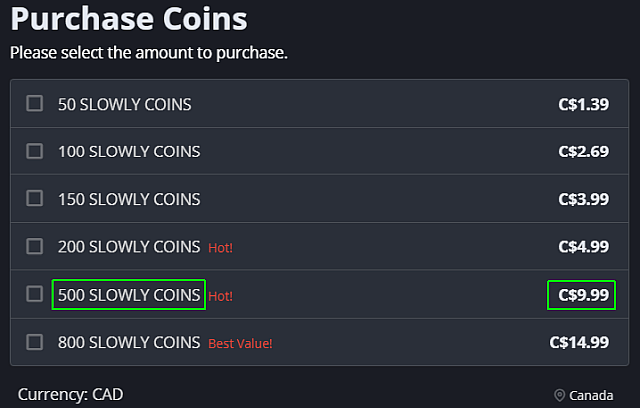 Purchase Coins
Please select the amount to purchase.
50 SLOWLY COINS C$1.39
100 SLOWLY COINS C$2.69
150 SLOWLY COINS C$3.99
200 SLOWLY COINS Hot! C$4.99
500 SLOWLY COINS Hot! C$9.99
800 SLOWLY COINS Best Value! C$14.99
Currency: CAD Canada